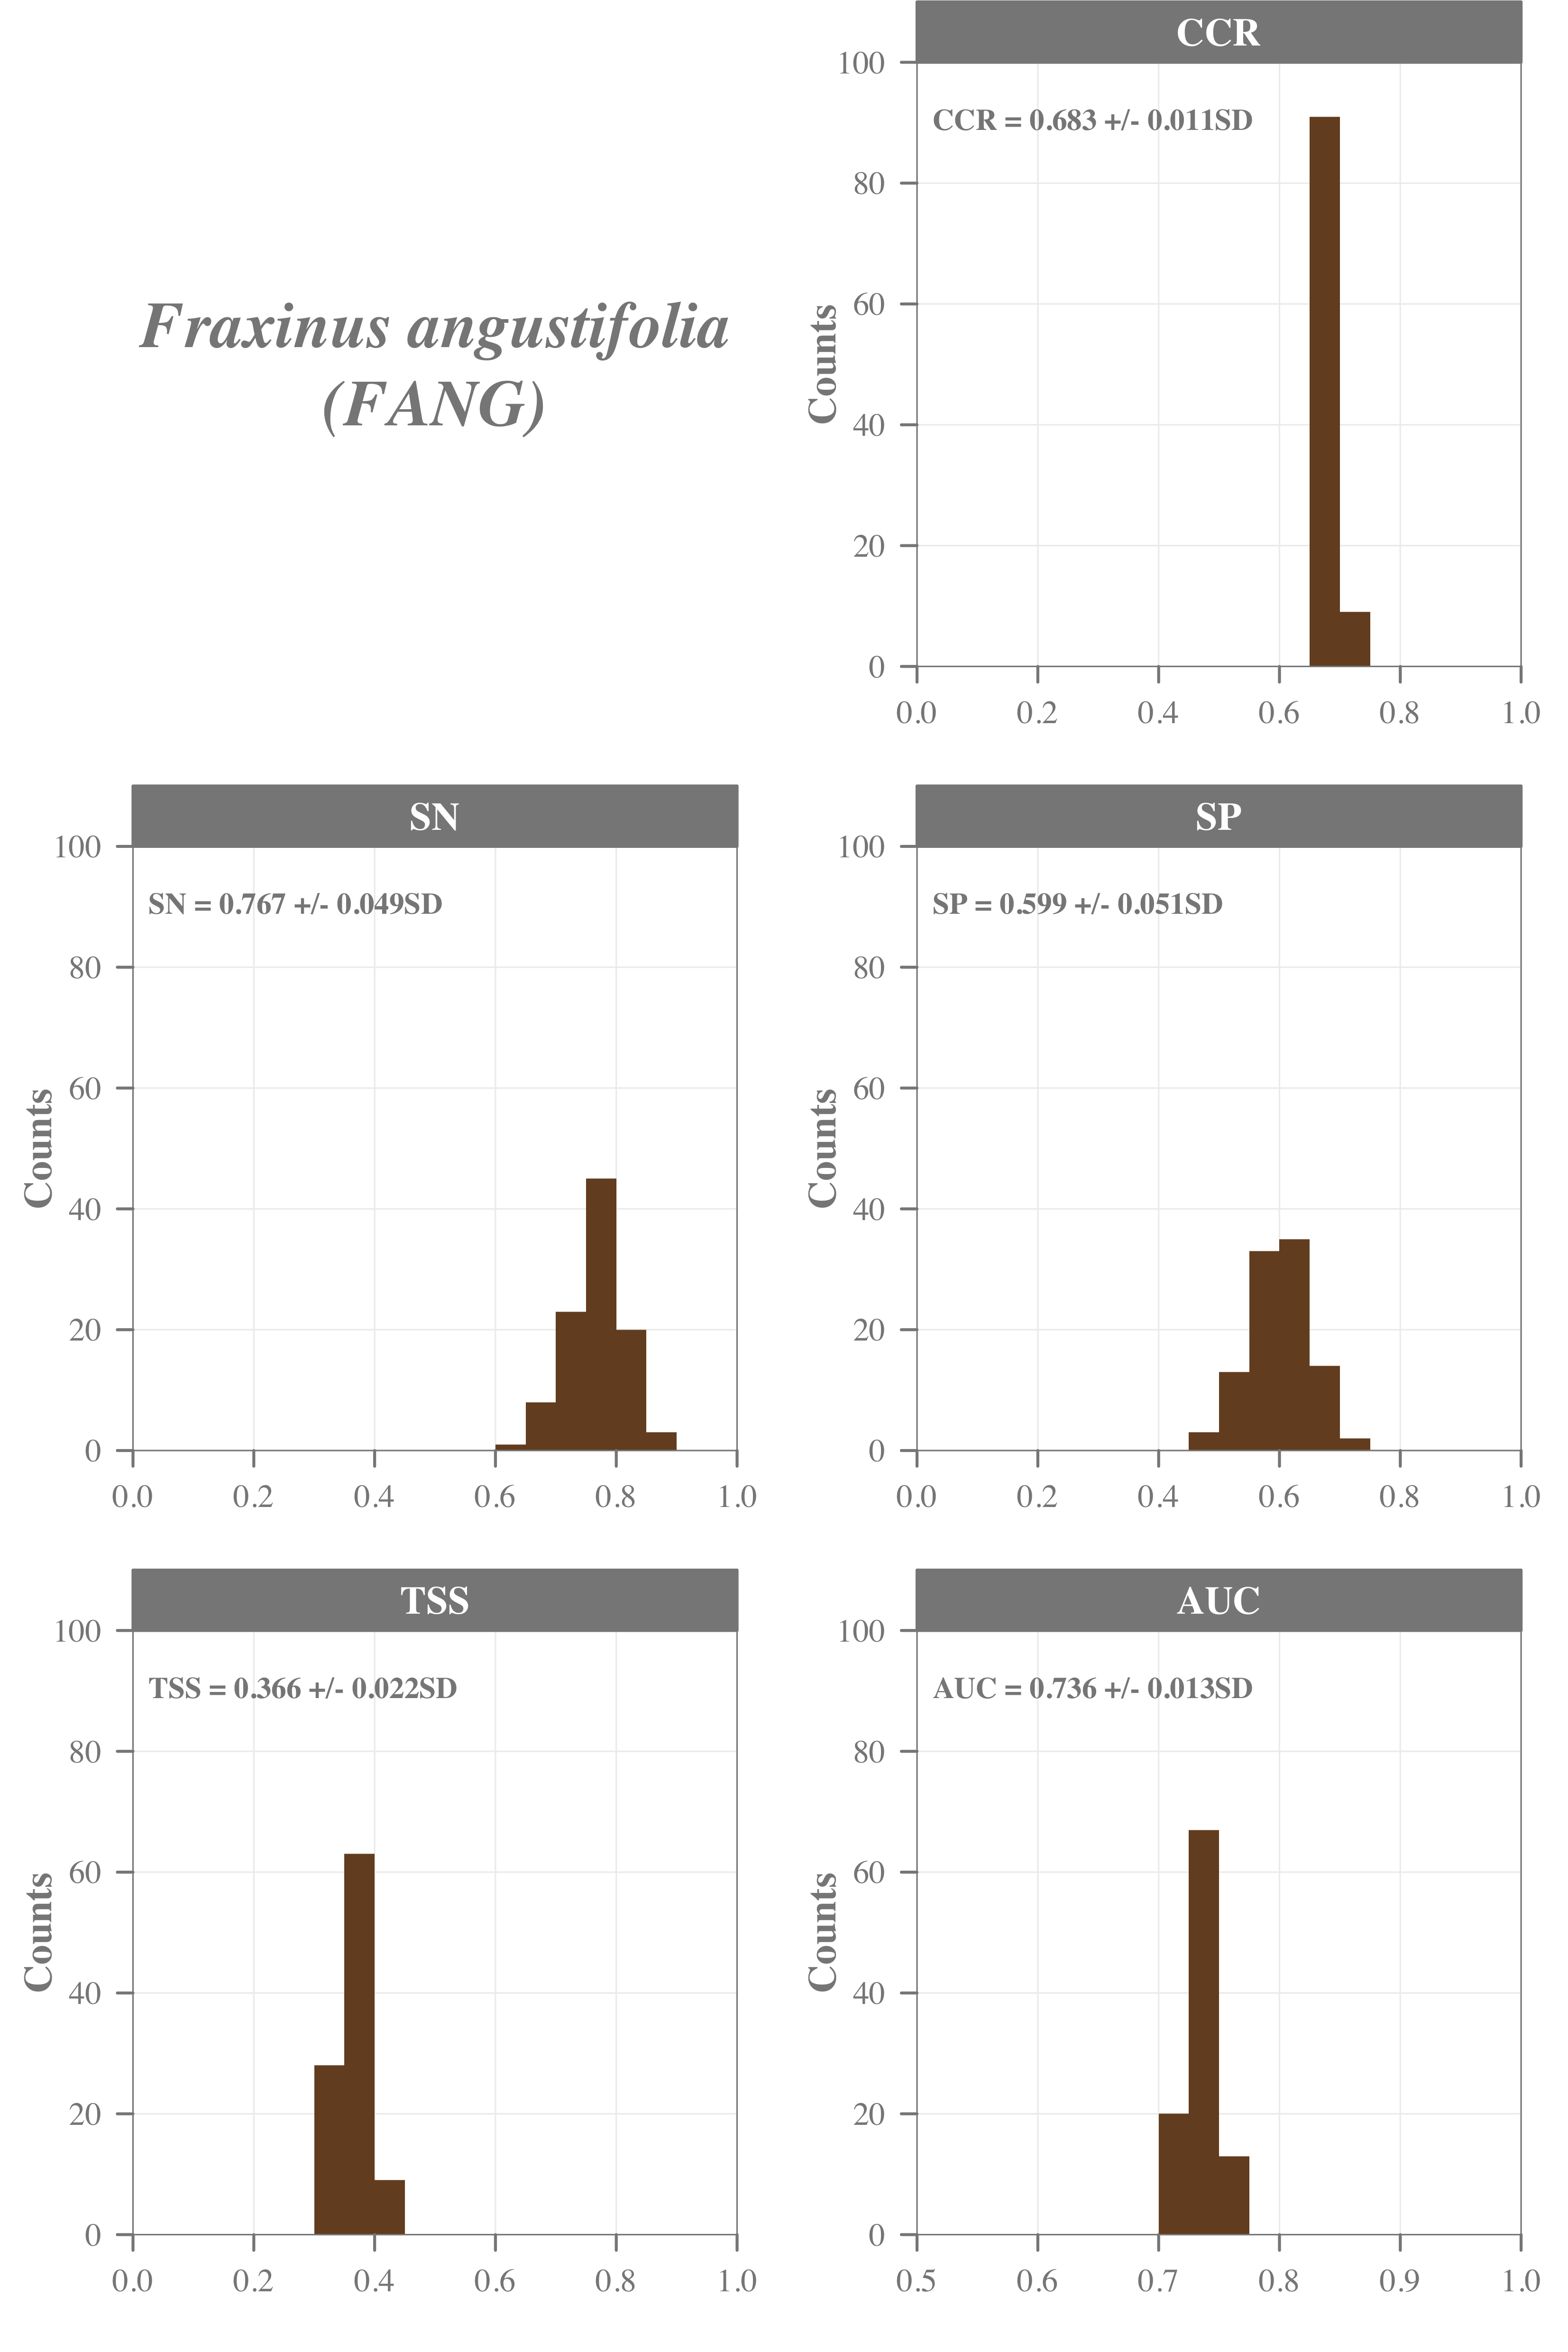 Fraxinus angustifolia
(FANG)
CCR
CCR = 0.683 +/- 0.011SD
Counts
100
80
60
40
20
0
0.0 0.2 0.4 0.6 0.8 1.0
SN
SN = 0.767 +/- 0.049SD
Counts
100
80
60
40
20
0
0.0 0.2 0.4 0.6 0.8 1.0
SP
SP = 0.599 +/- 0.051SD
Counts
100
80
60
40
20
0
0.0 0.2 0.4 0.6 0.8 1.0
TSS
TSS = 0.366 +/- 0.022SD
Counts
100
80
60
40
20
0
0.0 0.2 0.4 0.6 0.8 1.0
AUC
AUC = 0.736 +/- 0.013SD
Counts
100
80
60
40
20
0
0.5 0.6 0.7 0.8 0.9 1.0